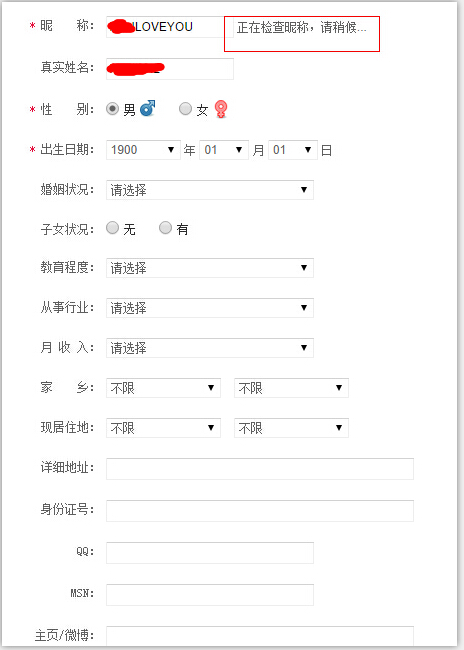 * 昵 称: ILOVEYOU 正在检查昵称，请稍候...
真实姓名:
* 性 别: 男 女
* 出生日期: 1900 年 01 月 01 日
婚姻状况: 请选择
子女状况: 无 有
教育程度: 请选择
从事行业: 请选择
月 收 入: 请选择
家 乡: 不限 不限
现居住地: 不限 不限
详细地址:
身份证号:
QQ:
MSN:
主页/微博: